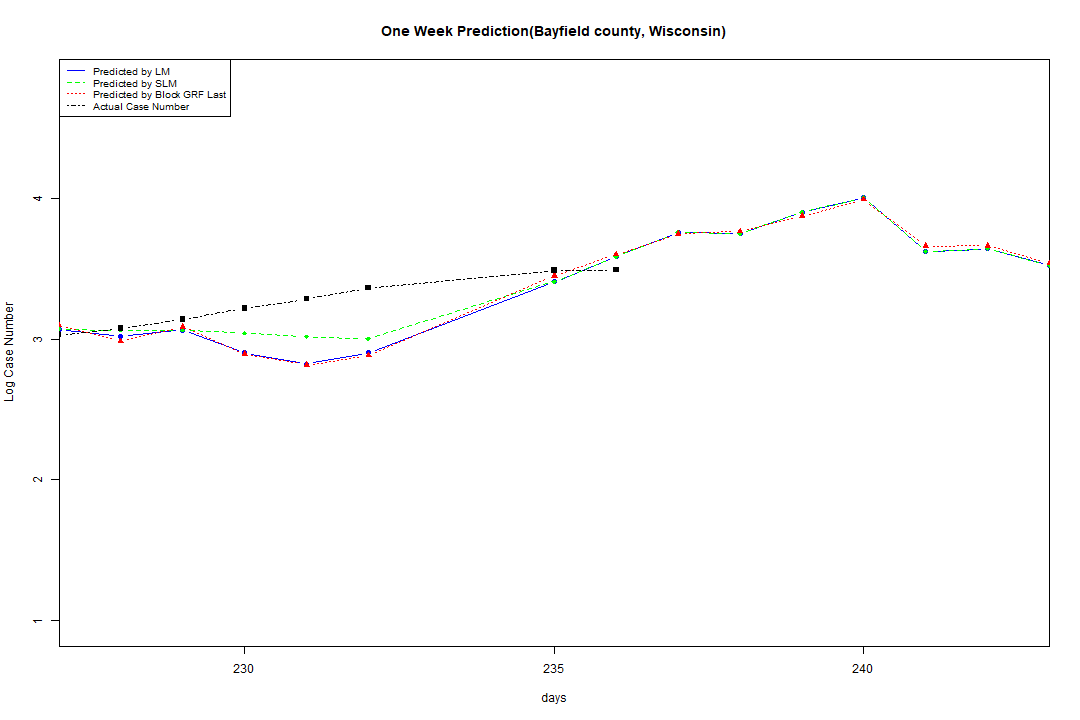 One Week Prediction(Bayfield county, Wisconsin)
Predicted by LM
Predicted by SLM
Predicted by Block GRF Last
Actual Case Number
4
3
2
1
Log Case Number
230 235 240
days